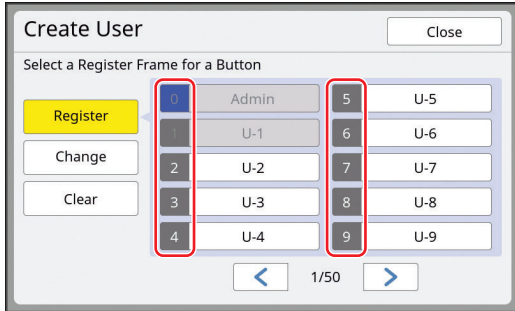 Create User
Close
Select a Register Frame for a Button
Register
Change
Clear
0 Admin
1 U-1
2 U-2
3 U-3
4 U-4
5 U-5
6 U-6
7 U-7
8 U-8
9 U-9
1/50